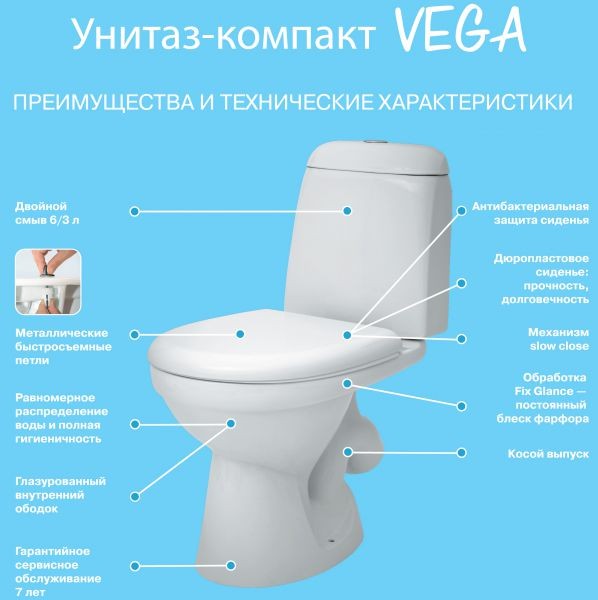 Унитаз-компакт VEGA
ПРЕИМУЩЕСТВА И ТЕХНИЧЕСКИЕ ХАРАКТЕРИСТИКИ
Двойной
смыв 6/3 л
Металлические
быстросъемные
петли
Равномерное
распределение
воды и полная
гигиеничность
Глазурованный
внутренний
ободок
Гарантийное
сервисное
обслуживание
7 лет
Антибактериальная
защита сиденья
Дюропластовое
сиденье:
прочность,
долговечность
Механизм
slow close
Обработка
Fix Glance —
постоянный
блеск фарфора
Косой выпуск